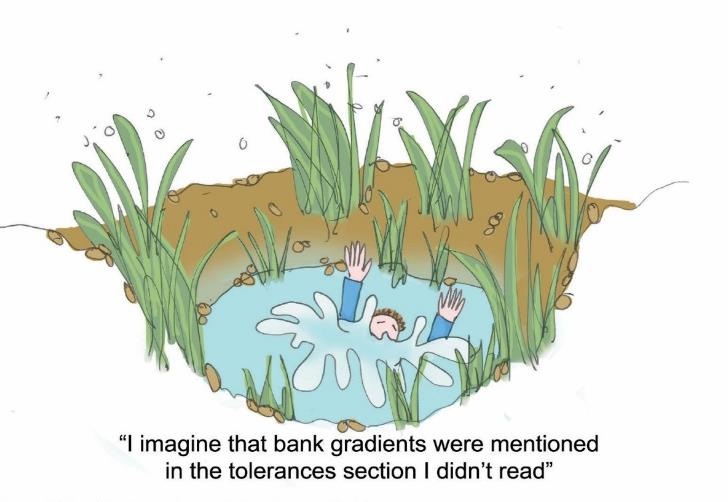 “I imagine that bank gradients were mentioned
in the tolerances section I didn’t read”